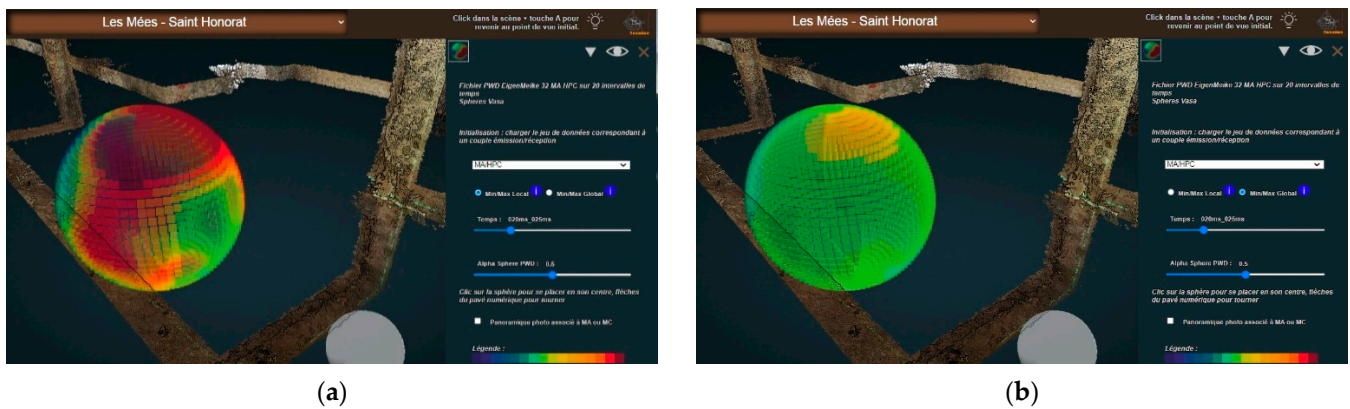 Les Mées - Saint Honorat
Click dans la scène + touche A pour
revenir au point de vue initial.
Fichier PWD EigenMeike 32 MA HPC sur 20 intervalles de
temps
Spheres Vasa
Initialisation : charger le jeu de données correspondant à
un couple émission/réception
MA/HPC
Min/Max Local i Min/Max Global i
Temps : 020ms_025ms
Alpha Sphere PWD : 0.5
Clic sur la sphère pour se placer en son centre, flèches
du pavé numérique pour tourner
Panoramique photo associé à MA ou MC
Légende :
(a)
Les Mées - Saint Honorat
Click dans la scène + touche A pour
revenir au point de vue initial.
Fichier PWD EigenMeike 32 MA HPC sur 20 intervalles de
temps
Spheres Vasa
Initialisation : charger le jeu de données correspondant à
un couple émission/réception
MA/HPC
Min/Max Local i Min/Max Global i
Temps : 020ms_025ms
Alpha Sphere PWD : 0.5
Clic sur la sphère pour se placer en son centre, flèches
du pavé numérique pour tourner
Panoramique photo associé à MA ou MC
Légende :
(b)